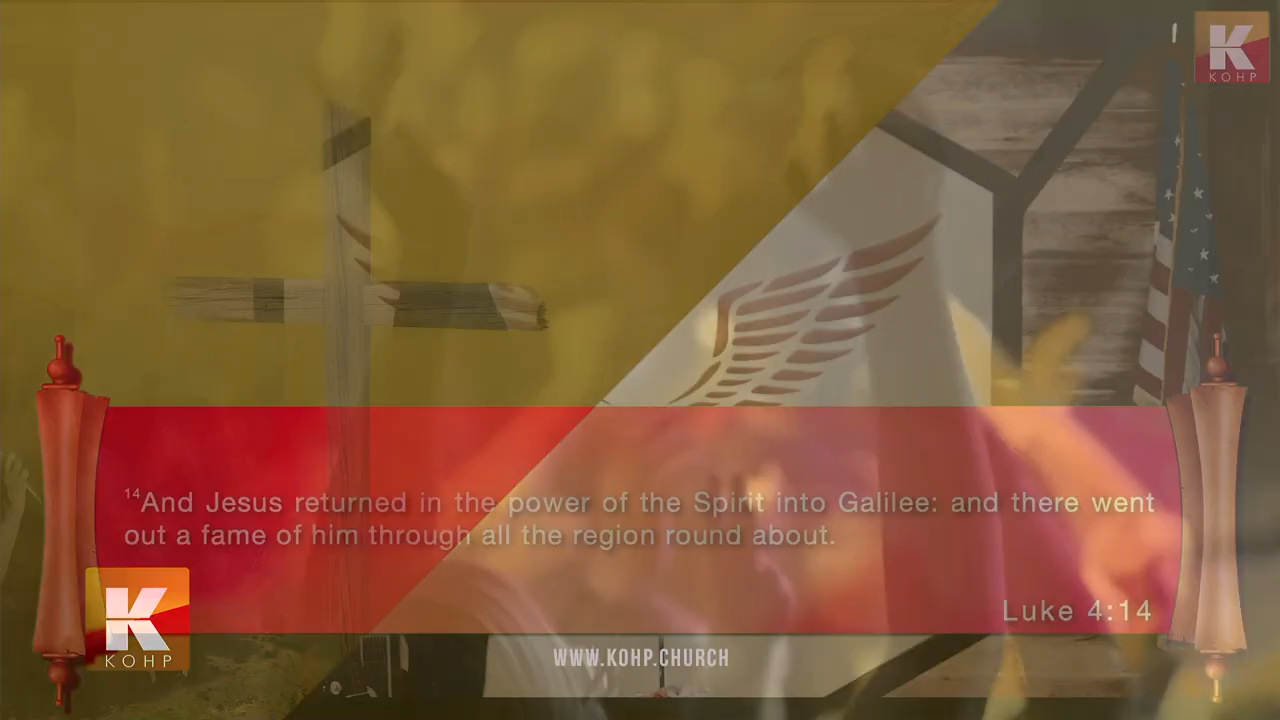 K
KOHP
14And Jesus returned in the power of the Spirit into Galilee: and there went
out a fame of him through all the region round about.
Luke 4:14
K
KOHP
WWW.KOHP.CHURCH